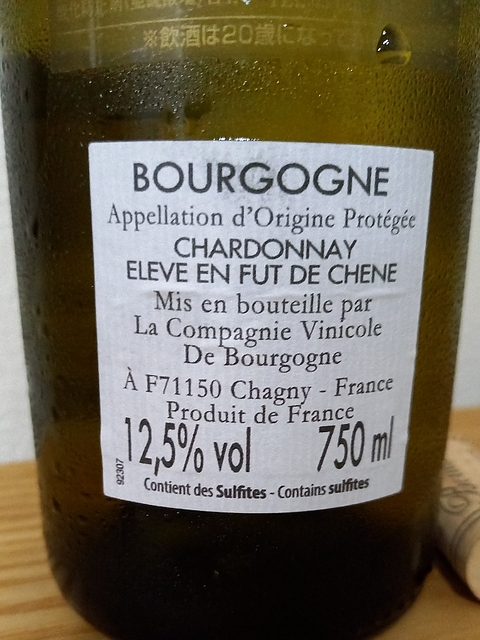 ※飲酒は20歳になっ
BOURGOGNE
Appellation d'Origine Protégée
CHARDONNAY
ELEVE EN FUT DE CHENE
Mis en bouteille par
La Compagnie Vinicole
De Bourgogne
À F71150 Chagny - France
Produit de France
12,5% vol 750 ml
92307
Contient des Sulfites - Contains sulfites